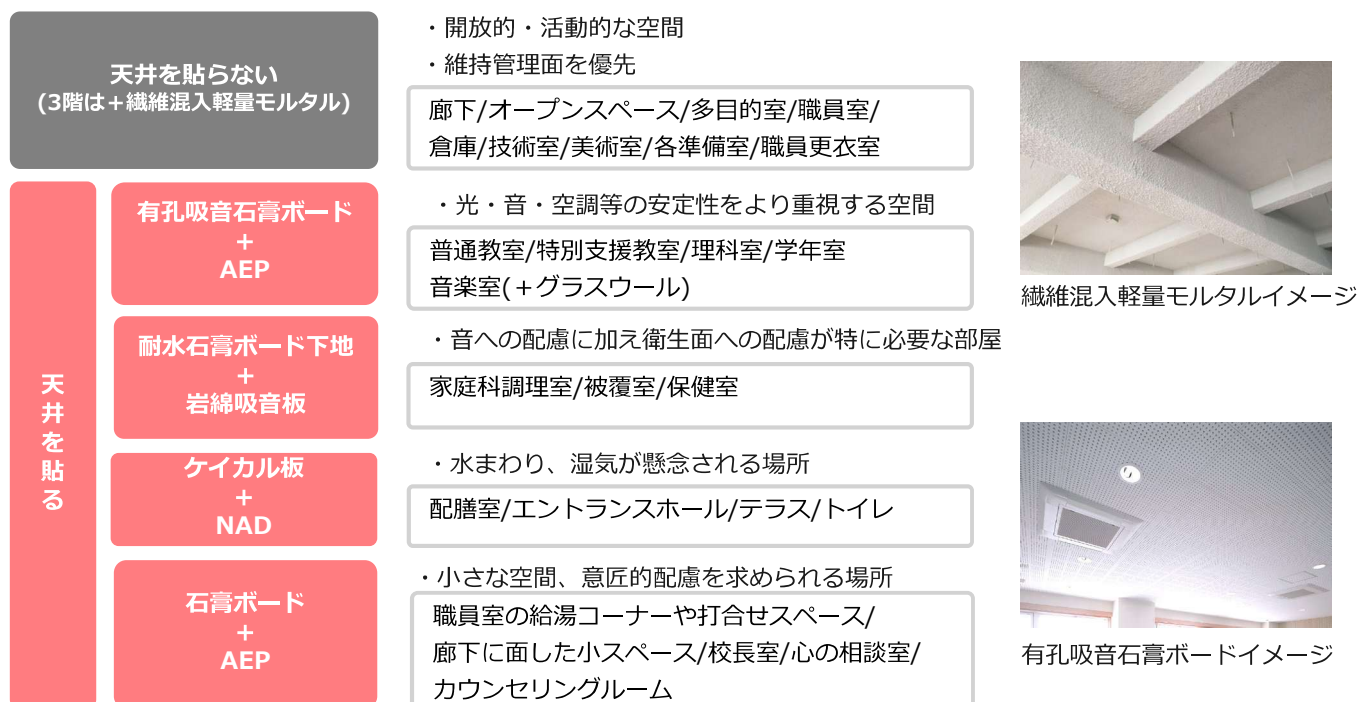 天井を貼らない
(3階は＋繊維混入軽量モルタル)
・開放的・活動的な空間
・維持管理面を優先
廊下/オープンスペース/多目的室/職員室/
倉庫/技術室/美術室/各準備室/職員更衣室
天井を貼る
有孔吸音石膏ボード
＋
AEP
・光・音・空調等の安定性をより重視する空間
普通教室/特別支援教室/理科室/学年室
音楽室(＋グラスウール)
耐水石膏ボード下地
＋
岩綿吸音板
・音への配慮に加え衛生面への配慮が特に必要な部屋
家庭科調理室/被覆室/保健室
ケイカル板
＋
NAD
・水まわり、湿気が懸念される場所
配膳室/エントランスホール/テラス/トイレ
石膏ボード
＋
AEP
・小さな空間、意匠的配慮を求められる場所
職員室の給湯コーナーや打合せスペース/
廊下に面した小スペース/校長室/心の相談室/
カウンセリングルーム
繊維混入軽量モルタルイメージ
有孔吸音石膏ボードイメージ